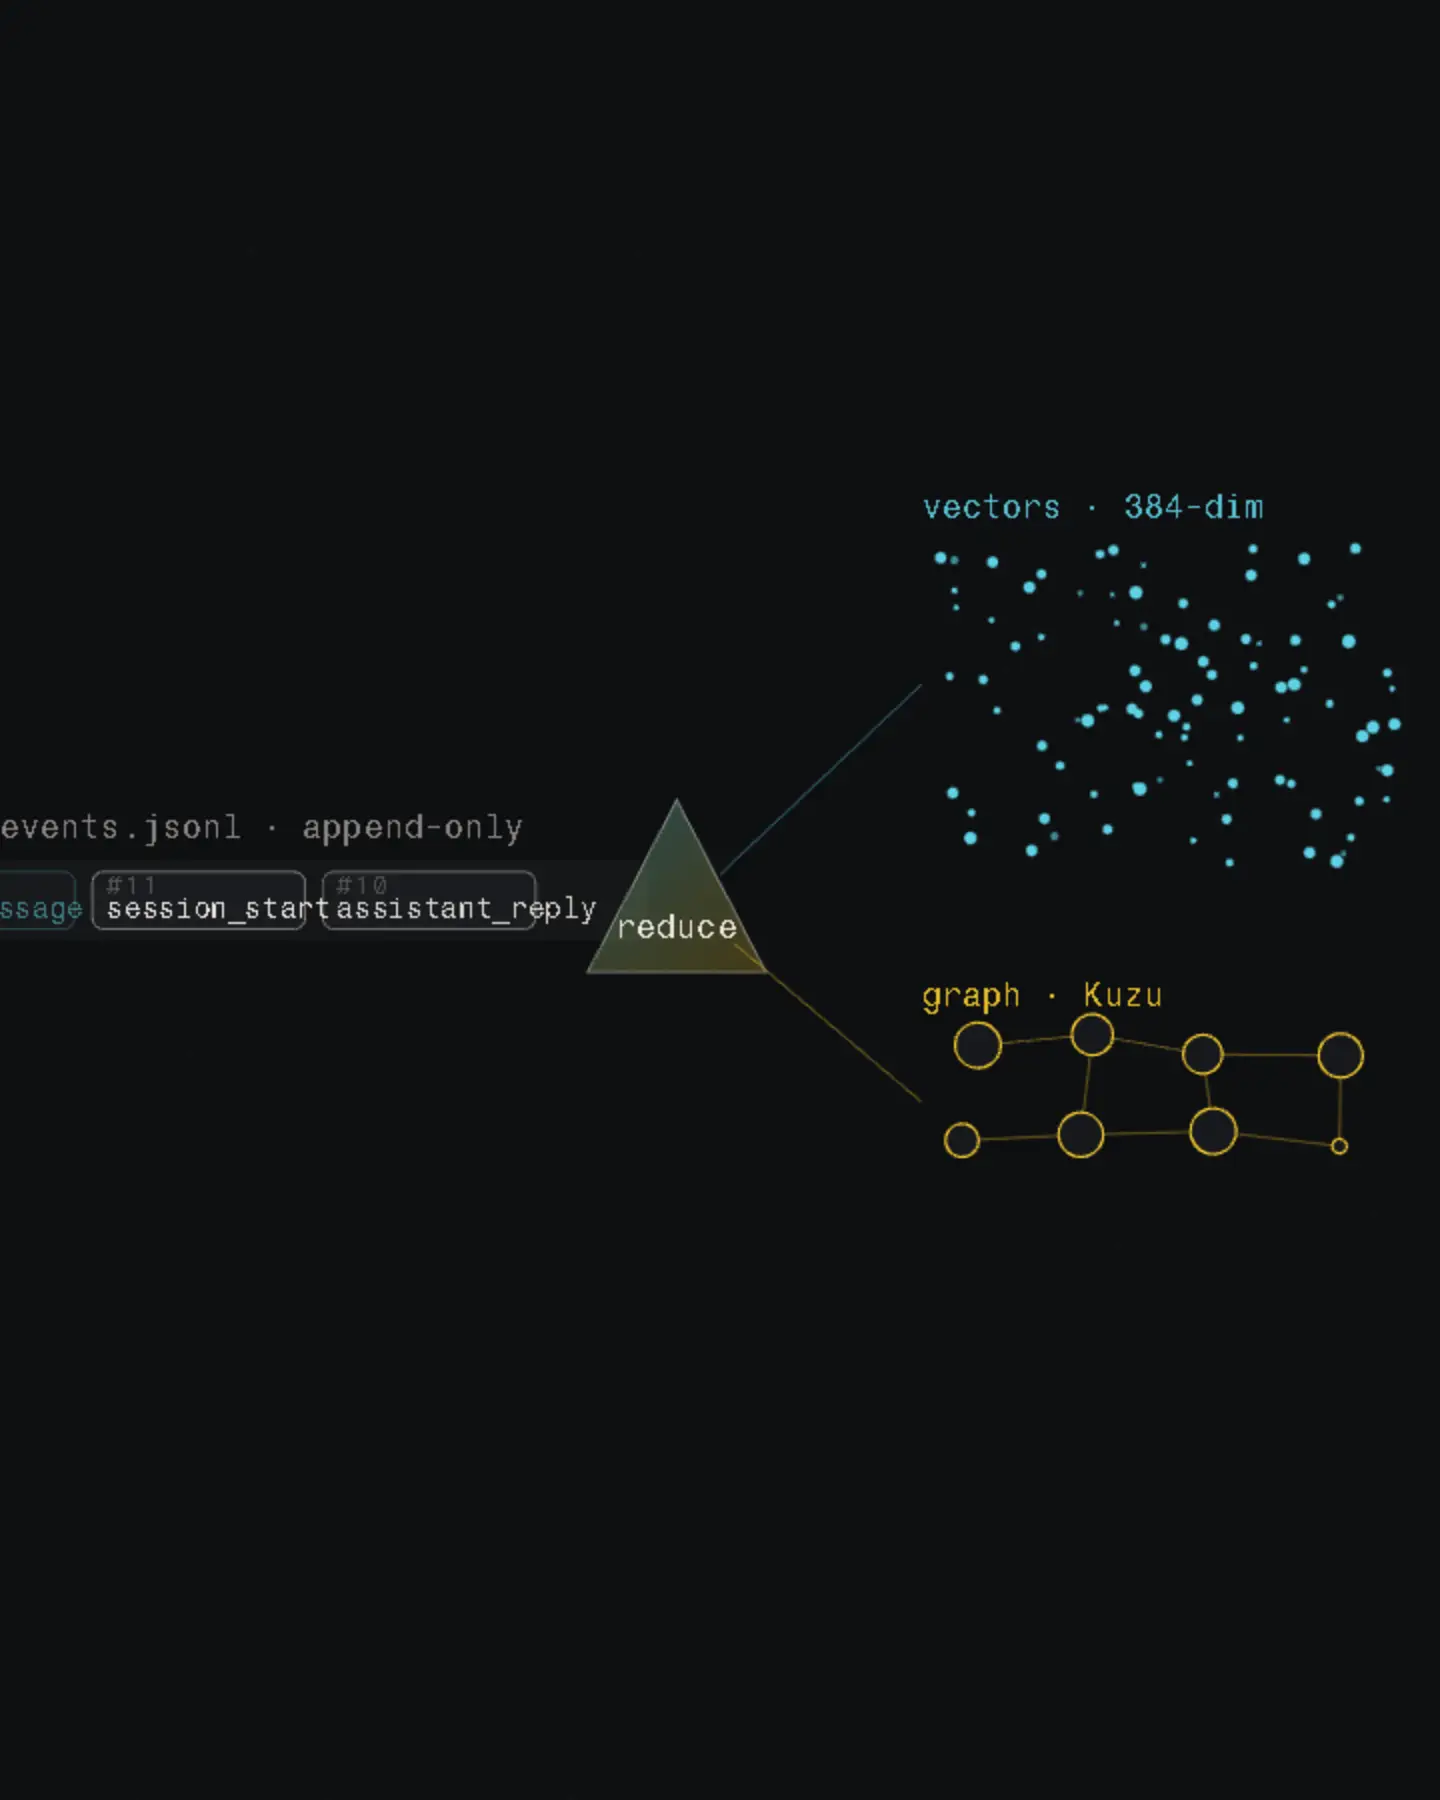 vectors · 384-dim
events.jsonl · append-only
ssage
#11
session_start
#10
assistant_reply
reduce
graph · Kuzu